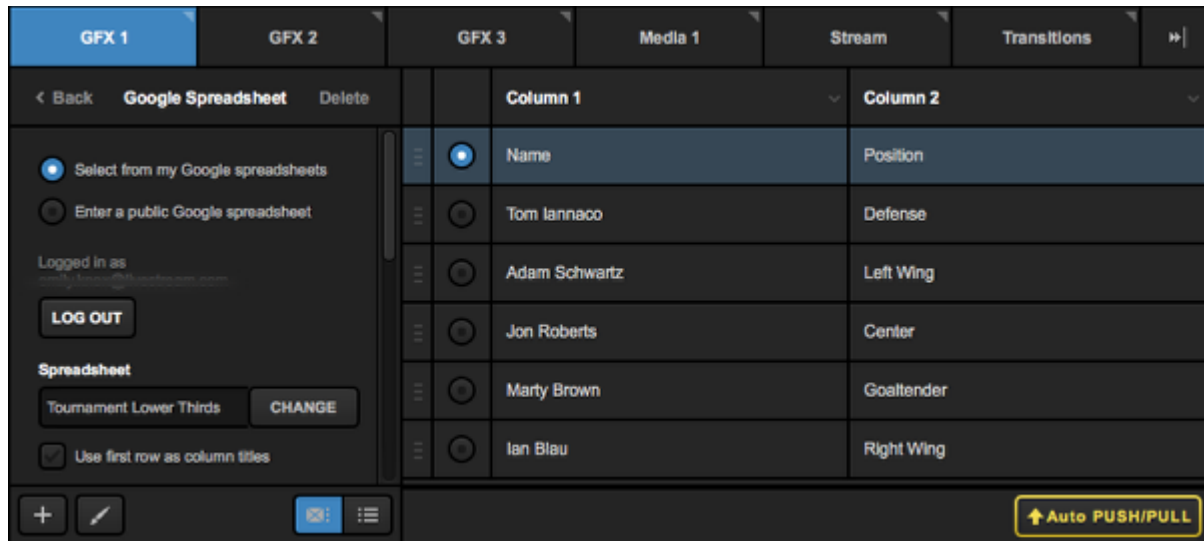 GFX 1 GFX 2 GFX 3 Media 1 Stream Transitions
< Back Google Spreadsheet Delete Column 1 Column 2
Select from my Google spreadsheets
Enter a public Google spreadsheet
Logged in as
LOG OUT
Spreadsheet
Tournament Lower Thirds CHANGE
Use first row as column titles
Name Position
Tom Iannaco Defense
Adam Schwartz Left Wing
Jon Roberts Center
Marty Brown Goaltender
Ian Blau Right Wing
Auto PUSH/PULL